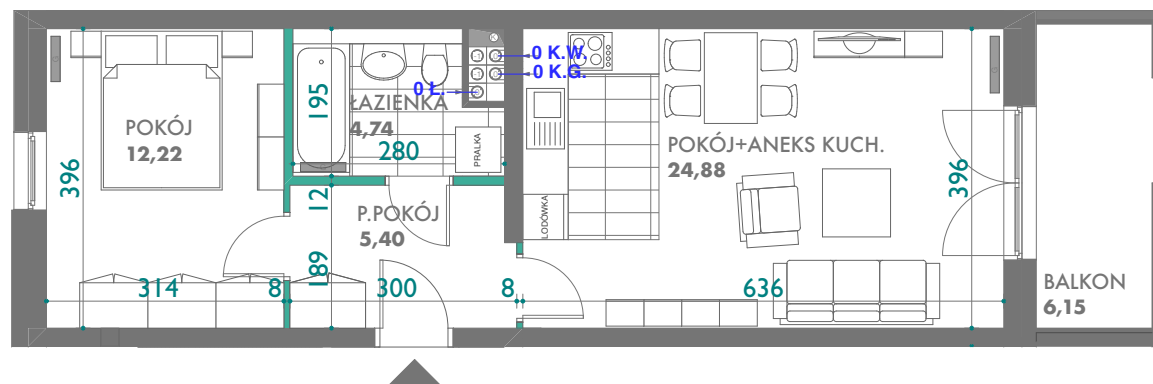 POKÓJ
12,22
396
314
8
195
ŁAZIENKA
4,74
280
PRALKA
0 K.W.
0 K.G.
0 Ł.
12
P.POKÓJ
5,40
189
300
8
LODÓWKA
POKÓJ+ANEKS KUCH.
24,88
636
396
BALKON
6,15